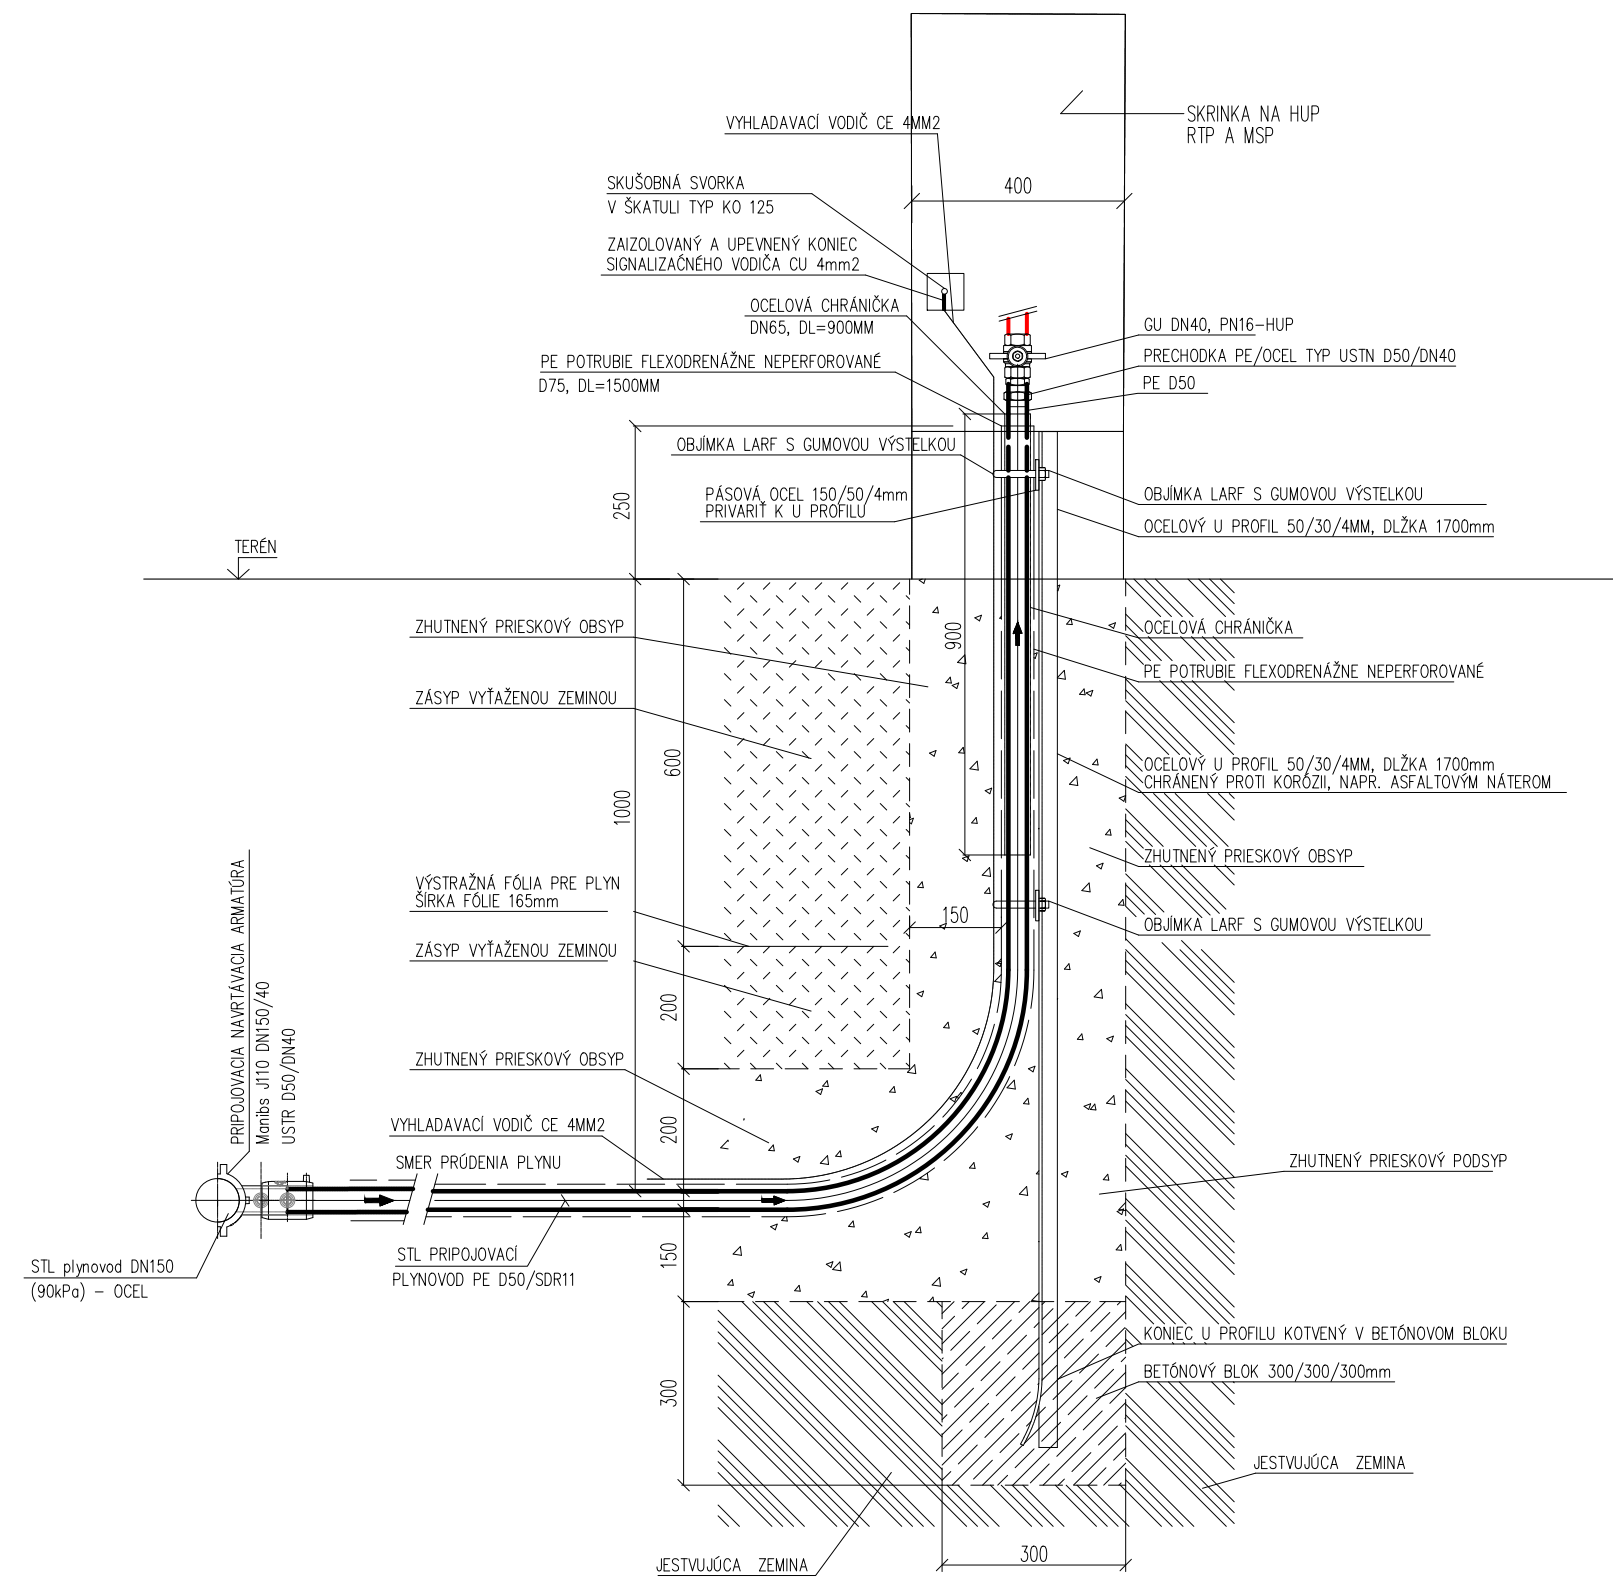 SKRINKA NA HUP
RTP A MSP
VYHLADAVACÍ VODIČ CE 4MM2
400
SKUŠOBNÁ SVORKA
V ŠKATULI TYP KO 125
ZAIZOLOVANÝ A UPEVNENÝ KONIEC
SIGNALIZAČNÉHO VODIČA CU 4mm2
OCELOVÁ CHRÁNIČKA
DN65, DL=900MM
GU DN40, PN16-HUP
PE POTRUBIE FLEXODRENÁŽNE NEPERFOROVANÉ
D75, DL=1500MM
PRECHODKA PE/OCEL TYP USTN D50/DN40
PE D50
OBJÍMKA LARF S GUMOVOU VÝSTELKOU
PÁSOVÁ OCEL 150/50/4mm
PRIVARIŤ K U PROFILU
250
OBJÍMKA LARF S GUMOVOU VÝSTELKOU
OCELOVÝ U PROFIL 50/30/4MM, DLŽKA 1700mm
TERÉN
ZHUTNENÝ PRIESKOVÝ OBSYP
900
OCELOVÁ CHRÁNIČKA
PE POTRUBIE FLEXODRENÁŽNE NEPERFOROVANÉ
ZÁSYP VYŤAŽENOU ZEMINOU
600
1000
OCELOVÝ U PROFIL 50/30/4MM, DLŽKA 1700mm
CHRÁNENÝ PROTI KORÓZII, NAPR. ASFALTOVÝM NÁTEROM
ZHUTNENÝ PRIESKOVÝ OBSYP
VÝSTRAŽNÁ FÓLIA PRE PLYN
ŠÍRKA FÓLIE 165mm
150
OBJÍMKA LARF S GUMOVOU VÝSTELKOU
ZÁSYP VYŤAŽENOU ZEMINOU
200
PRIPOJOVACIA NAVRTÁVACIA ARMATÚRA
Manibs J110 DN150/40
USTR D50/DN40
ZHUTNENÝ PRIESKOVÝ OBSYP
200
VYHLADAVACÍ VODIČ CE 4MM2
SMER PRÚDENIA PLYNU
ZHUTNENÝ PRIESKOVÝ PODSYP
STL plynovod DN150
(90kPa) - OCEL
STL PRIPOJOVACÍ
PLYNOVOD PE D50/SDR11
150
KONIEC U PROFILU KOTVENÝ V BETÓNOVOM BLOKU
BETÓNOVÝ BLOK 300/300/300mm
300
JESTVUJÚCA ZEMINA
300
JESTVUJÚCA ZEMINA